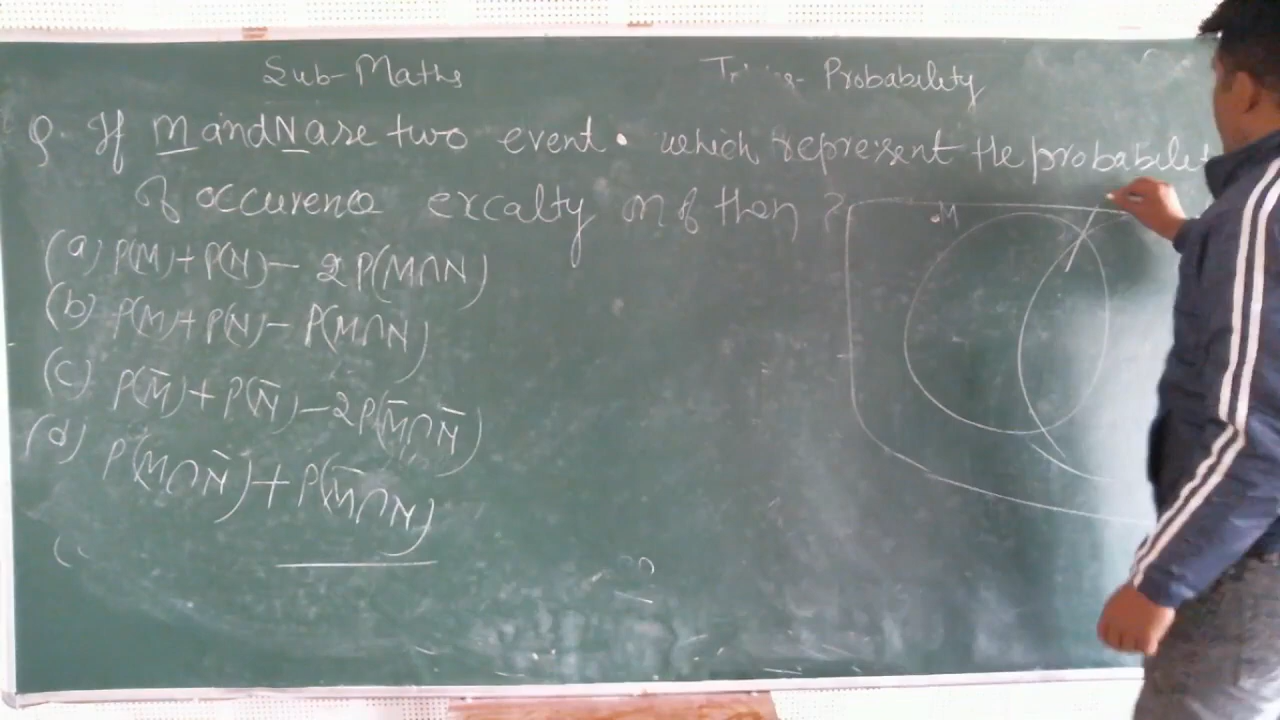 Sub-Maths
Probability
Q. If M and N are two event. which represent the probabilit
of occurence excalty on of then ?
(a) P(M)+P(N)- 2P(M∩N)
(b) P(M)+P(N)- P(M∩N)
(c) P(M̄)+P(N̄)-2P(M̄∩N̄)
(d) P(M∩N̄)+P(M̄∩N)
M